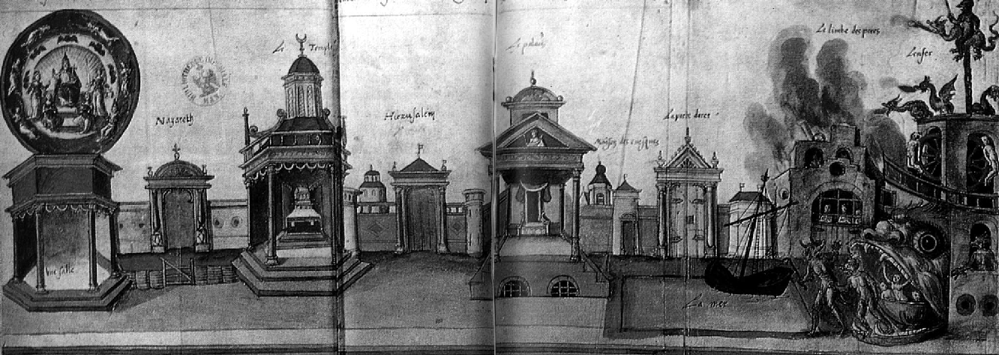 Nazareth
Le Temple
Hierusalem
Le palais
Maison des evesques
La porte doree
Le limbe des peres
Lenfer
Vne salle
La mer